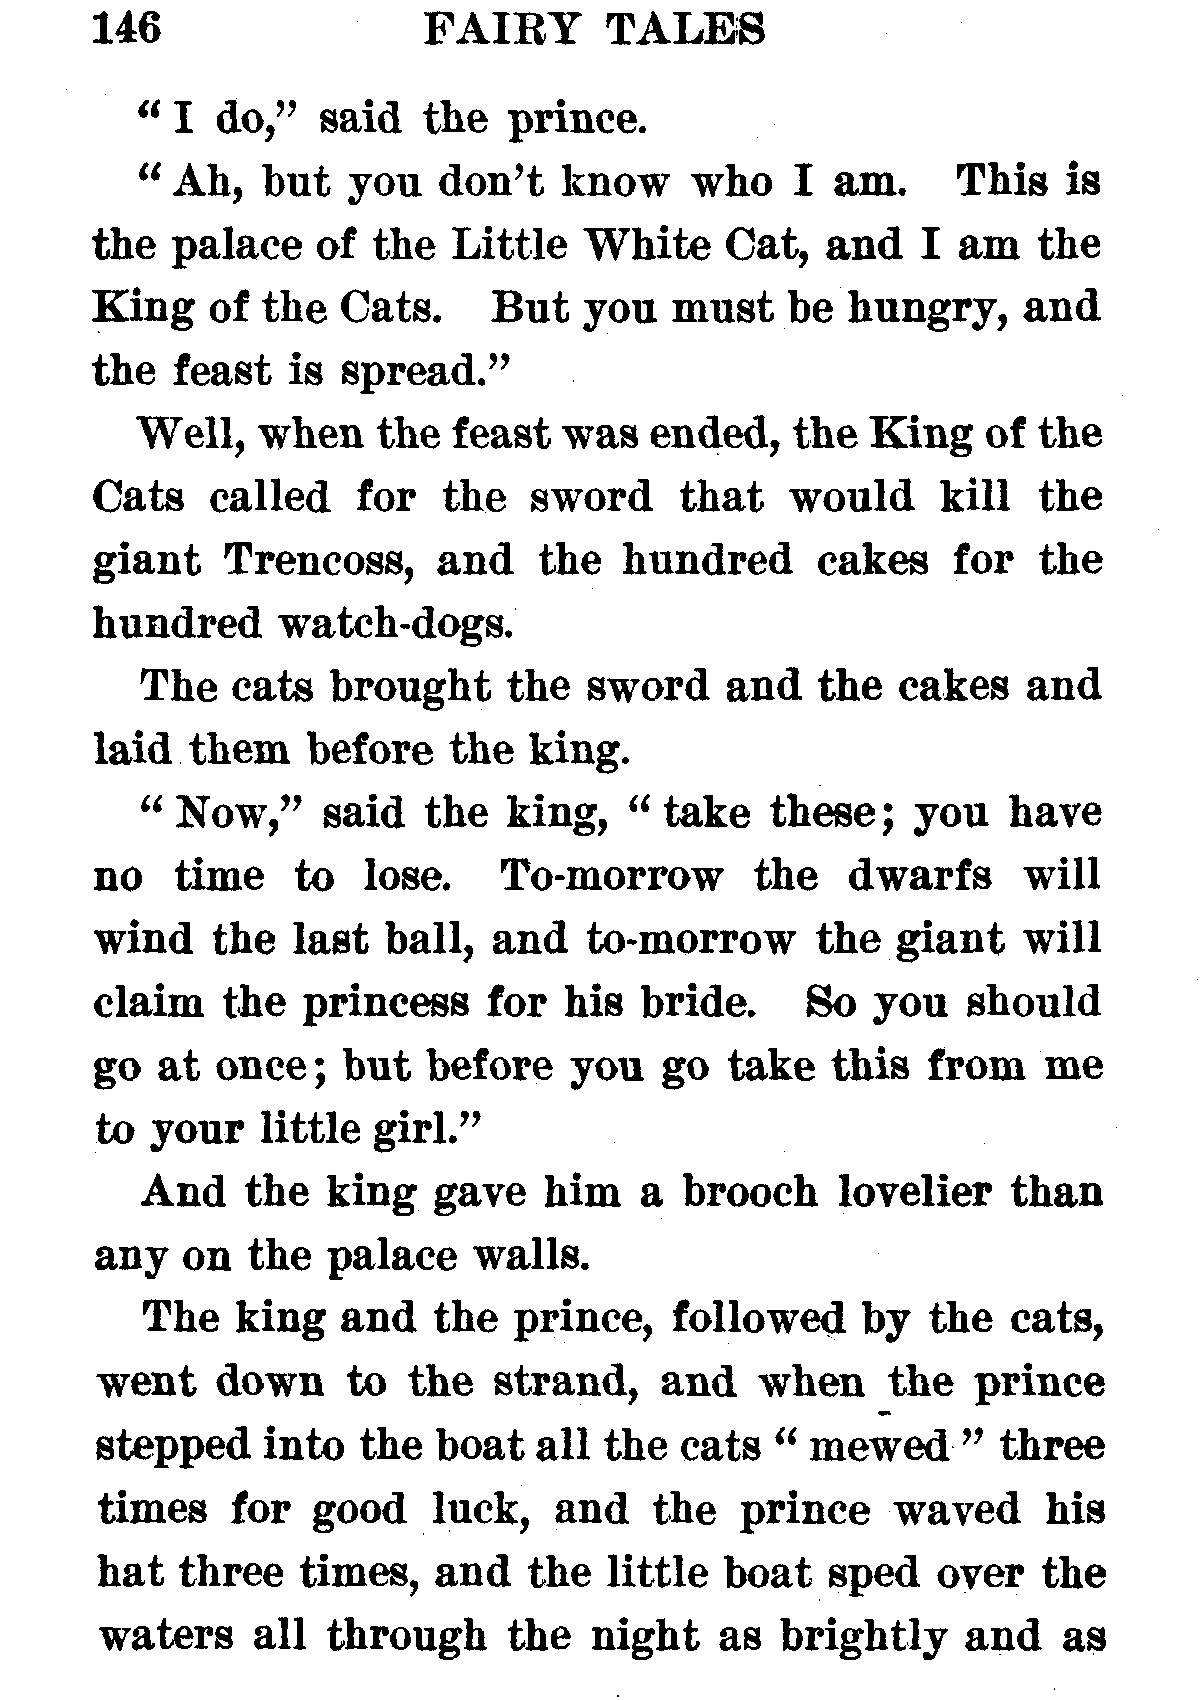 146 FAIRY TALES
“ I do,” said the prince.
“ Ah, but you don’t know who I am. This is
the palace of the Little White Cat, and I am the
King of the Cats. But you must be hungry, and
the feast is spread.”
Well, when the feast was ended, the King of the
Cats called for the sword that would kill the
giant Trencoss, and the hundred cakes for the
hundred watch-dogs.
The cats brought the sword and the cakes and
laid them before the king.
“ Now,” said the king, “ take these; you have
no time to lose. To-morrow the dwarfs will
wind the last ball, and to-morrow the giant will
claim the princess for his bride. So you should
go at once; but before you go take this from me
to your little girl.”
And the king gave him a brooch lovelier than
any on the palace walls.
The king and the prince, followed by the cats,
went down to the strand, and when the prince
stepped into the boat all the cats “ mewed ” three
times for good luck, and the prince waved his
hat three times, and the little boat sped over the
waters all through the night as brightly and as